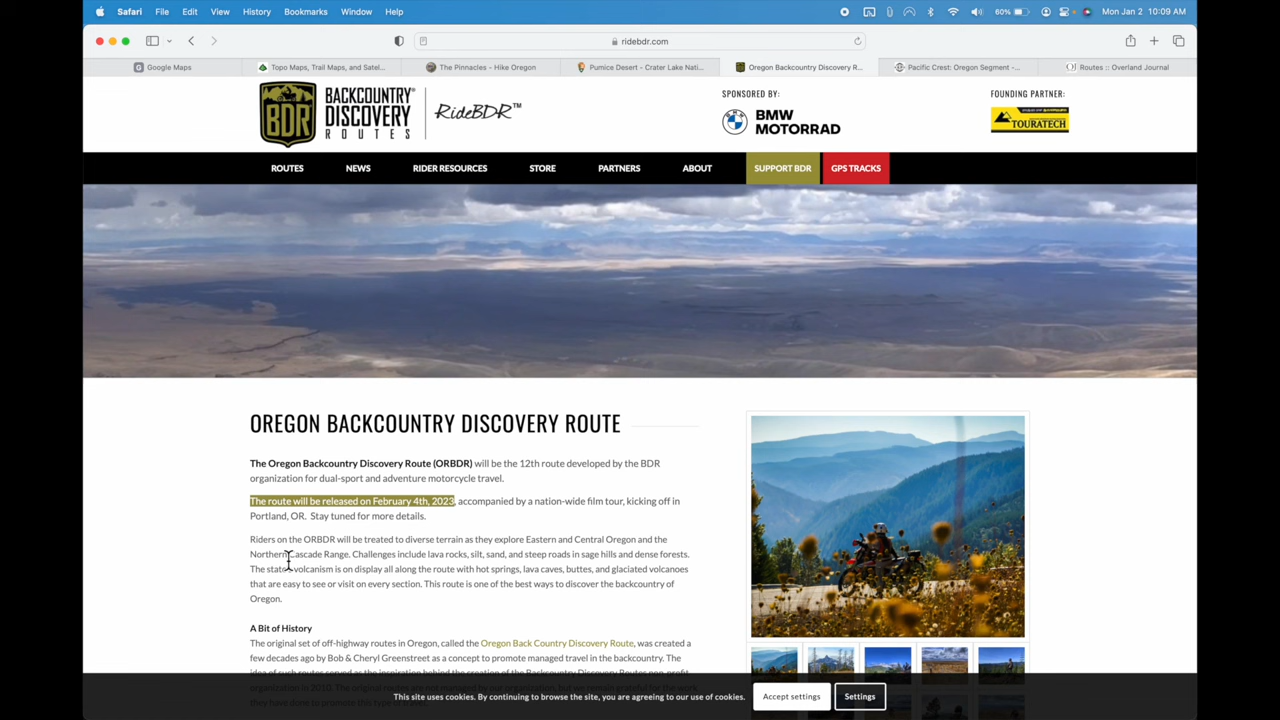 Safari File Edit View History Bookmarks Window Help 60% Mon Jan 2 10:09 AM
ridebdr.com
Google Maps Topo Maps, Trail Maps, and Satel... The Pinnacles - Hike Oregon Pumice Desert - Crater Lake Nati... Oregon Backcountry Discovery R... Pacific Crest: Oregon Segment -... Routes :: Overland Journal
BDR
BACKCOUNTRY
DISCOVERY
ROUTES
RideBDR™
SPONSORED BY:
BMW
MOTORRAD
FOUNDING PARTNER:
TOURATECH
ROUTES NEWS RIDER RESOURCES STORE PARTNERS ABOUT SUPPORT BDR GPS TRACKS
OREGON BACKCOUNTRY DISCOVERY ROUTE
The Oregon Backcountry Discovery Route (ORBDR) will be the 12th route developed by the BDR
organization for dual-sport and adventure motorcycle travel.
The route will be released on February 4th, 2023, accompanied by a nation-wide film tour, kicking off in
Portland, OR. Stay tuned for more details.
Riders on the ORBDR will be treated to diverse terrain as they explore Eastern and Central Oregon and the
Northern Cascade Range. Challenges include lava rocks, silt, sand, and steep roads in sage hills and dense forests.
The state's volcanism is on display all along the route with hot springs, lava caves, buttes, and glaciated volcanoes
that are easy to see or visit on every section. This route is one of the best ways to discover the backcountry of
Oregon.
A Bit of History
The original set of off-highway routes in Oregon, called the Oregon Back Country Discovery Route, was created a
few decades ago by Bob & Cheryl Greenstreet as a concept to promote managed travel in the backcountry. The
idea of such routes served as the inspiration behind the creation of the Backcountry Discovery Routes non-profit
organization in 2010.
This site uses cookies. By continuing to browse the site, you are agreeing to our use of cookies. Accept settings Settings
they have done to promote this type of travel.